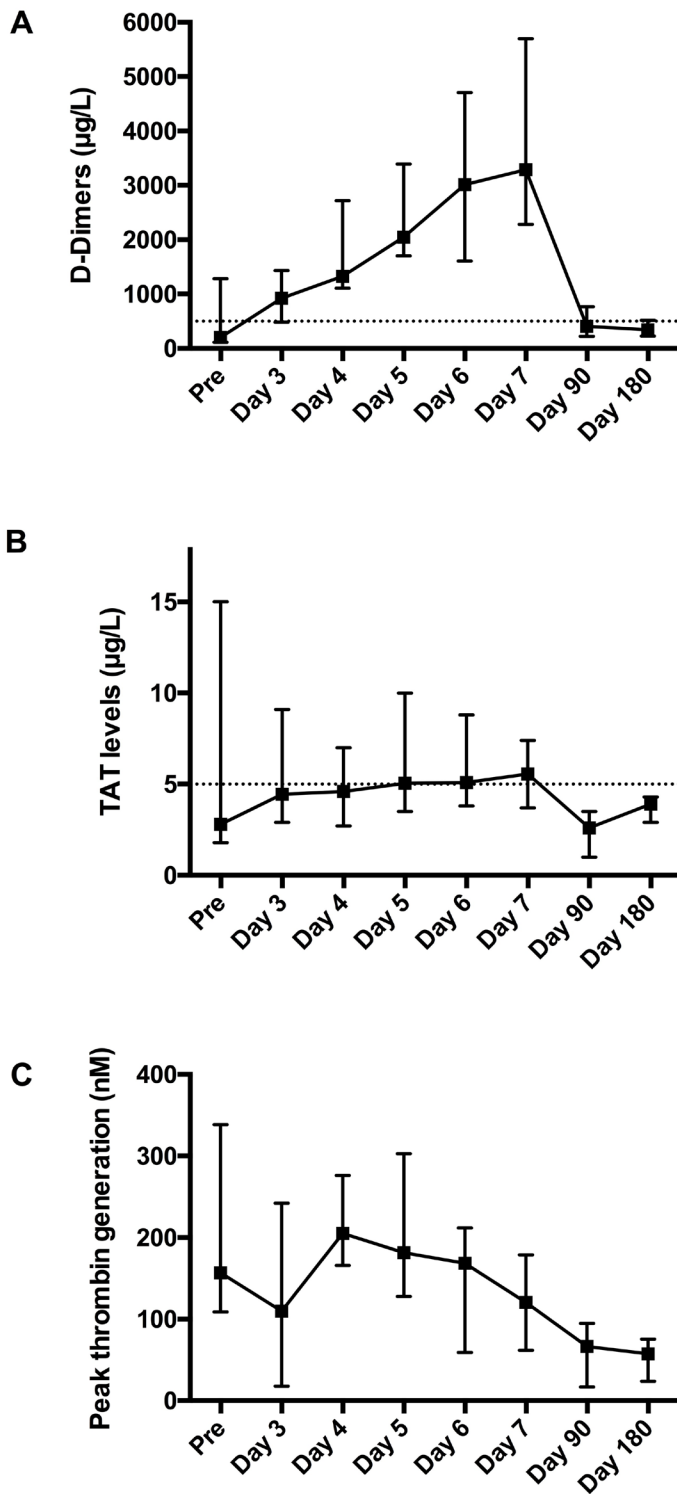 A
D-Dimers (µg/L)
6000
5000
4000
3000
2000
1000
0
Pre
Day 3
Day 4
Day 5
Day 6
Day 7
Day 90
Day 180
B
TAT levels (µg/L)
15
10
5
0
Pre
Day 3
Day 4
Day 5
Day 6
Day 7
Day 90
Day 180
C
Peak thrombin generation (nM)
400
300
200
100
0
Pre
Day 3
Day 4
Day 5
Day 6
Day 7
Day 90
Day 180